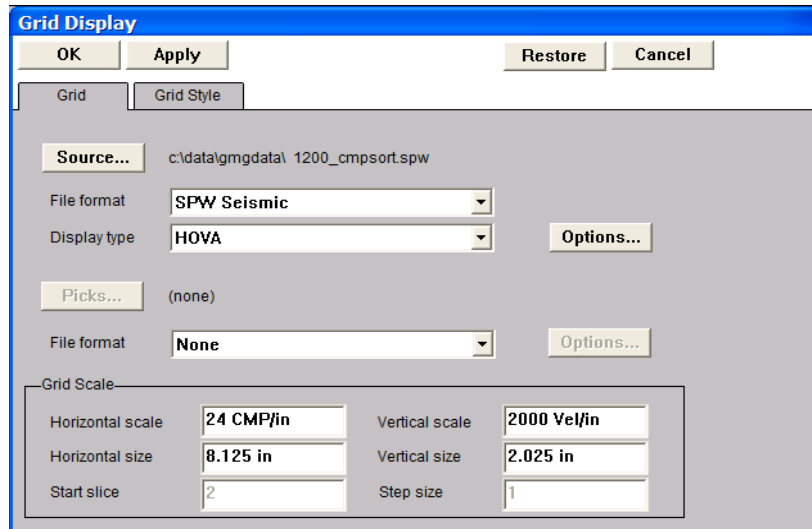 Grid Display
OK Apply Restore Cancel
Grid Grid Style
Source... c:\data\gmgdata\ 1200_cmpsort.spw
File format SPW Seismic
Display type HOVA Options...
Picks... (none)
File format None Options...
Grid Scale
Horizontal scale 24 CMP/in Vertical scale 2000 Vel/in
Horizontal size 8.125 in Vertical size 2.025 in
Start slice 2 Step size 1